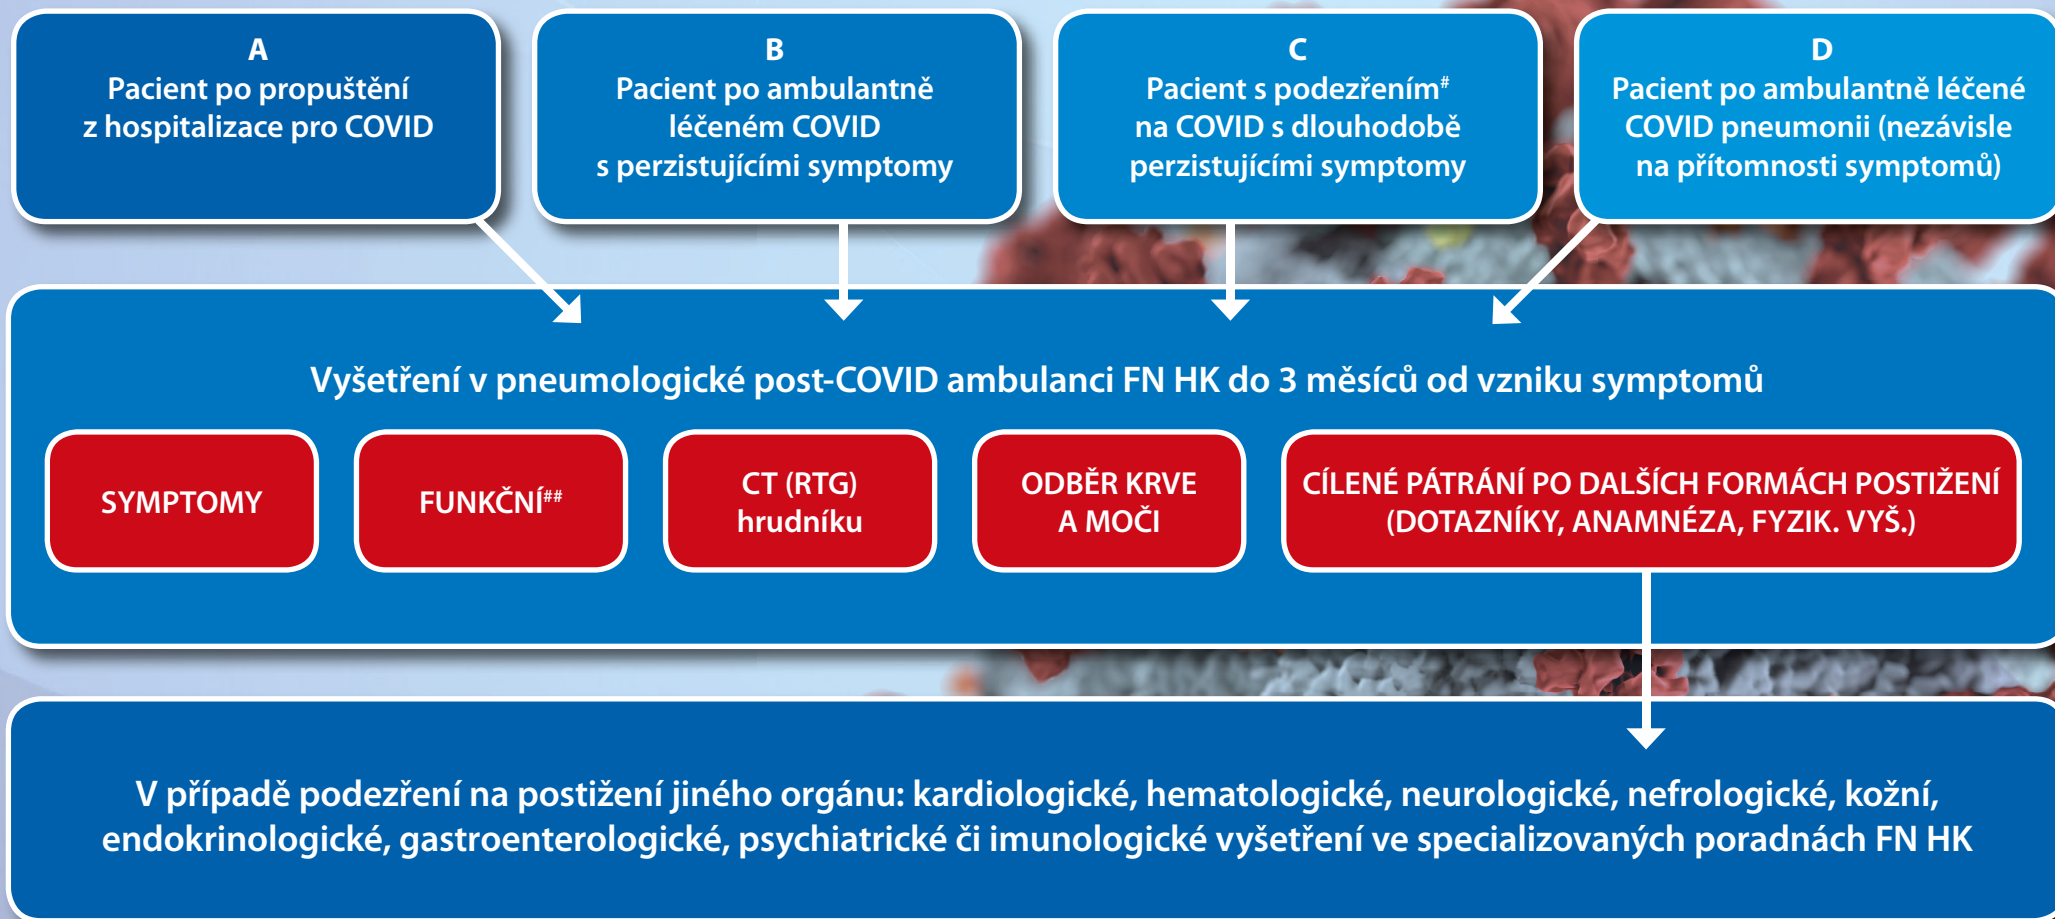 A
Pacient po propuštění
z hospitalizace pro COVID
B
Pacient po ambulantně
léčeném COVID
s perzistujícími symptomy
C
Pacient s podezřením#
na COVID s dlouhodobě
perzistujícími symptomy
D
Pacient po ambulantně léčené
COVID pneumonii (nezávisle
na přítomnosti symptomů)
Vyšetření v pneumologické post-COVID ambulanci FN HK do 3 měsíců od vzniku symptomů
SYMPTOMY
FUNKČNÍ##
CT (RTG)
hrudníku
ODBĚR KRVE
A MOČI
CÍLENÉ PÁTRÁNÍ PO DALŠÍCH FORMÁCH POSTIŽENÍ
(DOTAZNÍKY, ANAMNÉZA, FYZIK. VYŠ.)
V případě podezření na postižení jiného orgánu: kardiologické, hematologické, neurologické, nefrologické, kožní,
endokrinologické, gastroenterologické, psychiatrické či imunologické vyšetření ve specializovaných poradnách FN HK